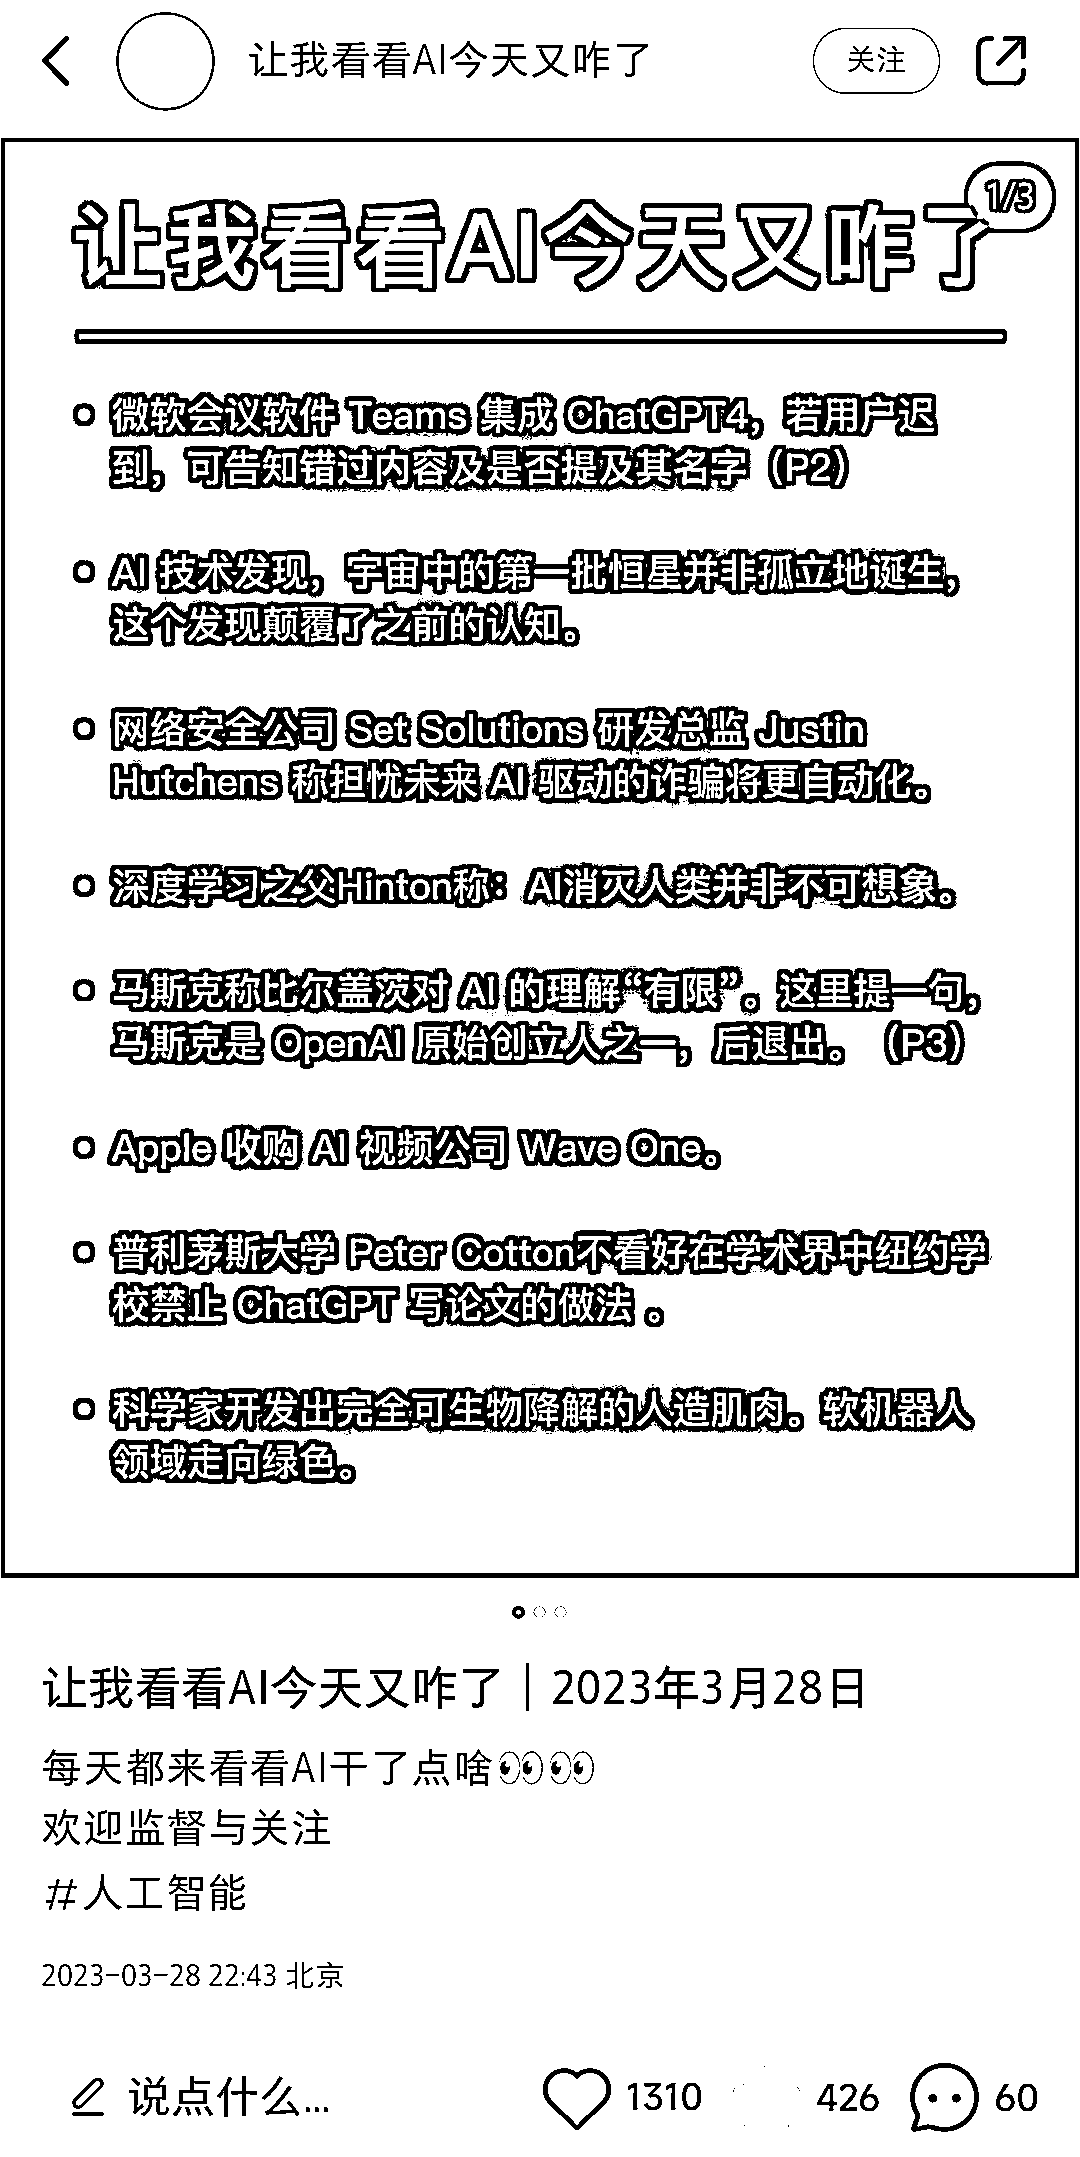 让我看看AI今天又咋了
关注
1/3
让我看看AI今天又咋了
微软会议软件 Teams 集成 ChatGPT4，若用户迟
到，可告知错过内容及是否提及其名字（P2）
AI 技术发现，宇宙中的第一批恒星并非孤立地诞生，
这个发现颠覆了之前的认知。
网络安全公司 Set Solutions 研发总监 Justin
Hutchens 称担忧未来 AI 驱动的诈骗将更自动化。
深度学习之父Hinton称：AI消灭人类并非不可想象。
马斯克称比尔盖茨对 AI 的理解“有限”。这里提一句，
马斯克是 OpenAI 原始创立人之一，后退出。（P3）
Apple 收购 AI 视频公司 Wave One。
普利茅斯大学 Peter Cotton不看好在学术界中纽约学
校禁止 ChatGPT 写论文的做法 。
科学家开发出完全可生物降解的人造肌肉。软机器人
领域走向绿色。
让我看看AI今天又咋了｜2023年3月28日
每天都来看看AI干了点啥👀👀
欢迎监督与关注
#人工智能
2023-03-28 22:43 北京
说点什么...
1310
426
60